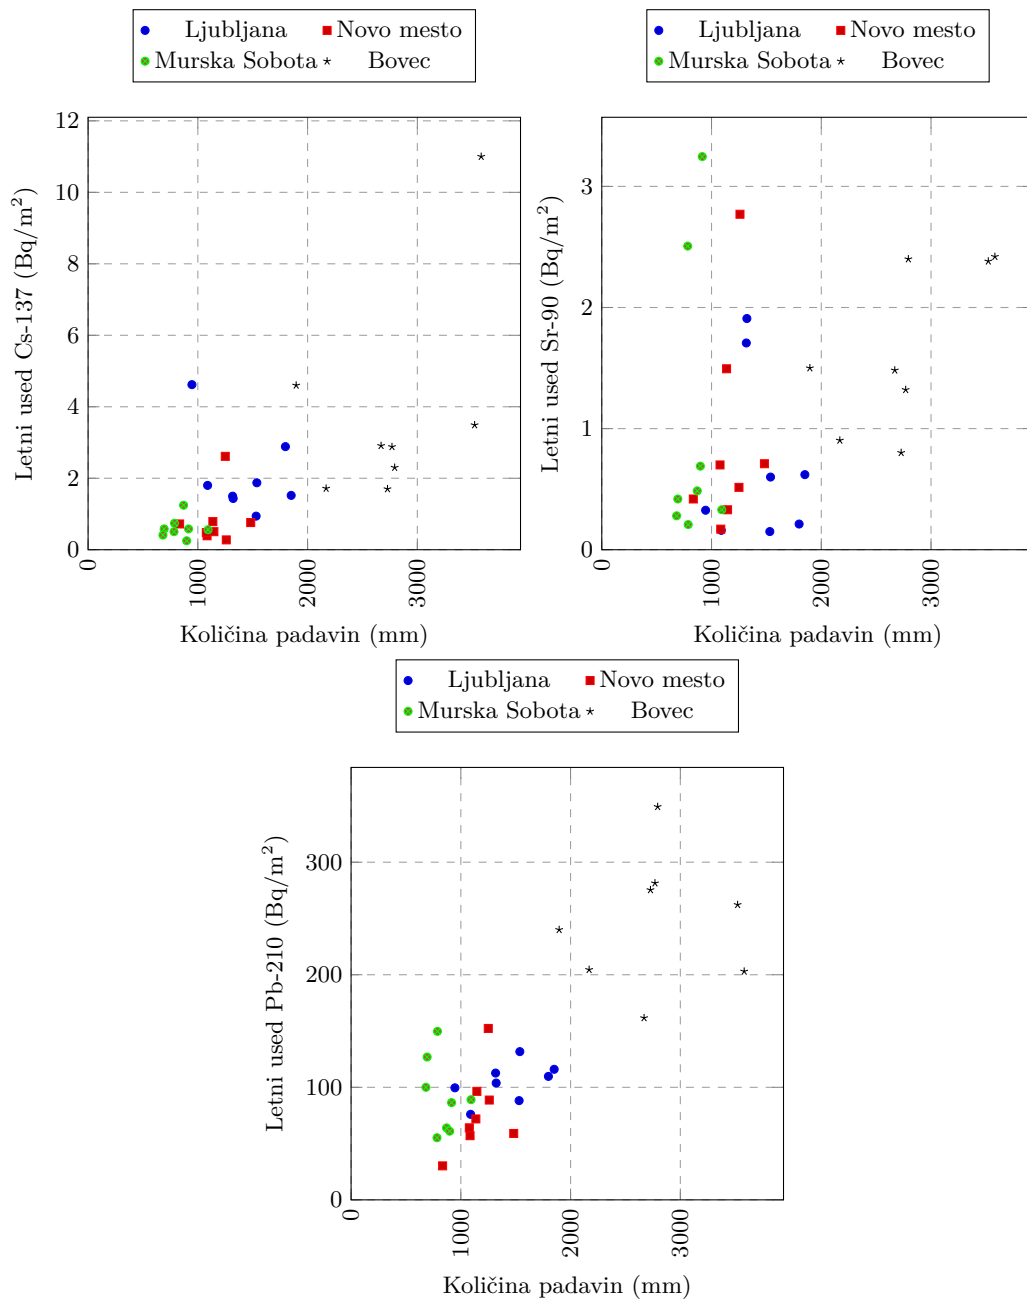 Ljubljana Novo mesto
Murska Sobota Bovec
12
10
8
6
4
2
0
0 1000 2000 3000
Letni used Cs-137 (Bq/m²)
Količina padavin (mm)
Ljubljana Novo mesto
Murska Sobota Bovec
3
2
1
0
0 1000 2000 3000
Letni used Sr-90 (Bq/m²)
Količina padavin (mm)
Ljubljana Novo mesto
Murska Sobota Bovec
300
200
100
0
0 1000 2000 3000
Letni used Pb-210 (Bq/m²)
Količina padavin (mm)